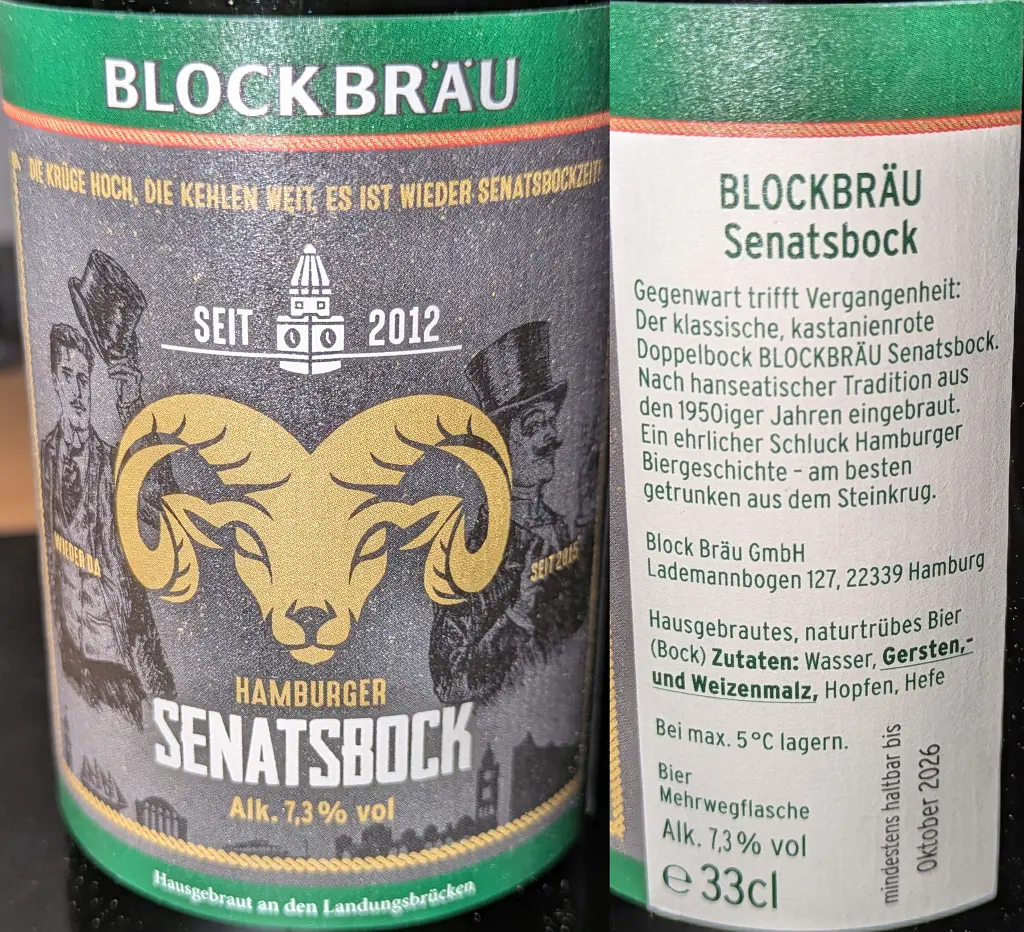 BLOCKBRÄU
DIE KRÜGE HOCH, DIE KEHLEN WEIT, ES IST WIEDER SENATSBOCKZEIT!
SEIT 2012
WIEDER DA
SEIT 2015
HAMBURGER
SENATSBOCK
Alk. 7,3 % vol
Hausgebraut an den Landungsbrücken
BLOCKBRÄU
Senatsbock
Gegenwart trifft Vergangenheit:
Der klassische, kastanienrote
Doppelbock BLOCKBRÄU Senatsbock.
Nach hanseatischer Tradition aus
den 1950iger Jahren eingebraut.
Ein ehrlicher Schluck Hamburger
Biergeschichte – am besten
getrunken aus dem Steinkrug.
Block Bräu GmbH
Lademannbogen 127, 22339 Hamburg
Hausgebrautes, naturtrübes Bier
(Bock) Zutaten: Wasser, Gersten,-
und Weizenmalz, Hopfen, Hefe
Bei max. 5°C lagern.
Bier
Mehrwegflasche
Alk. 7,3 % vol
℮ 33cl
mindestens haltbar bis
Oktober 2026